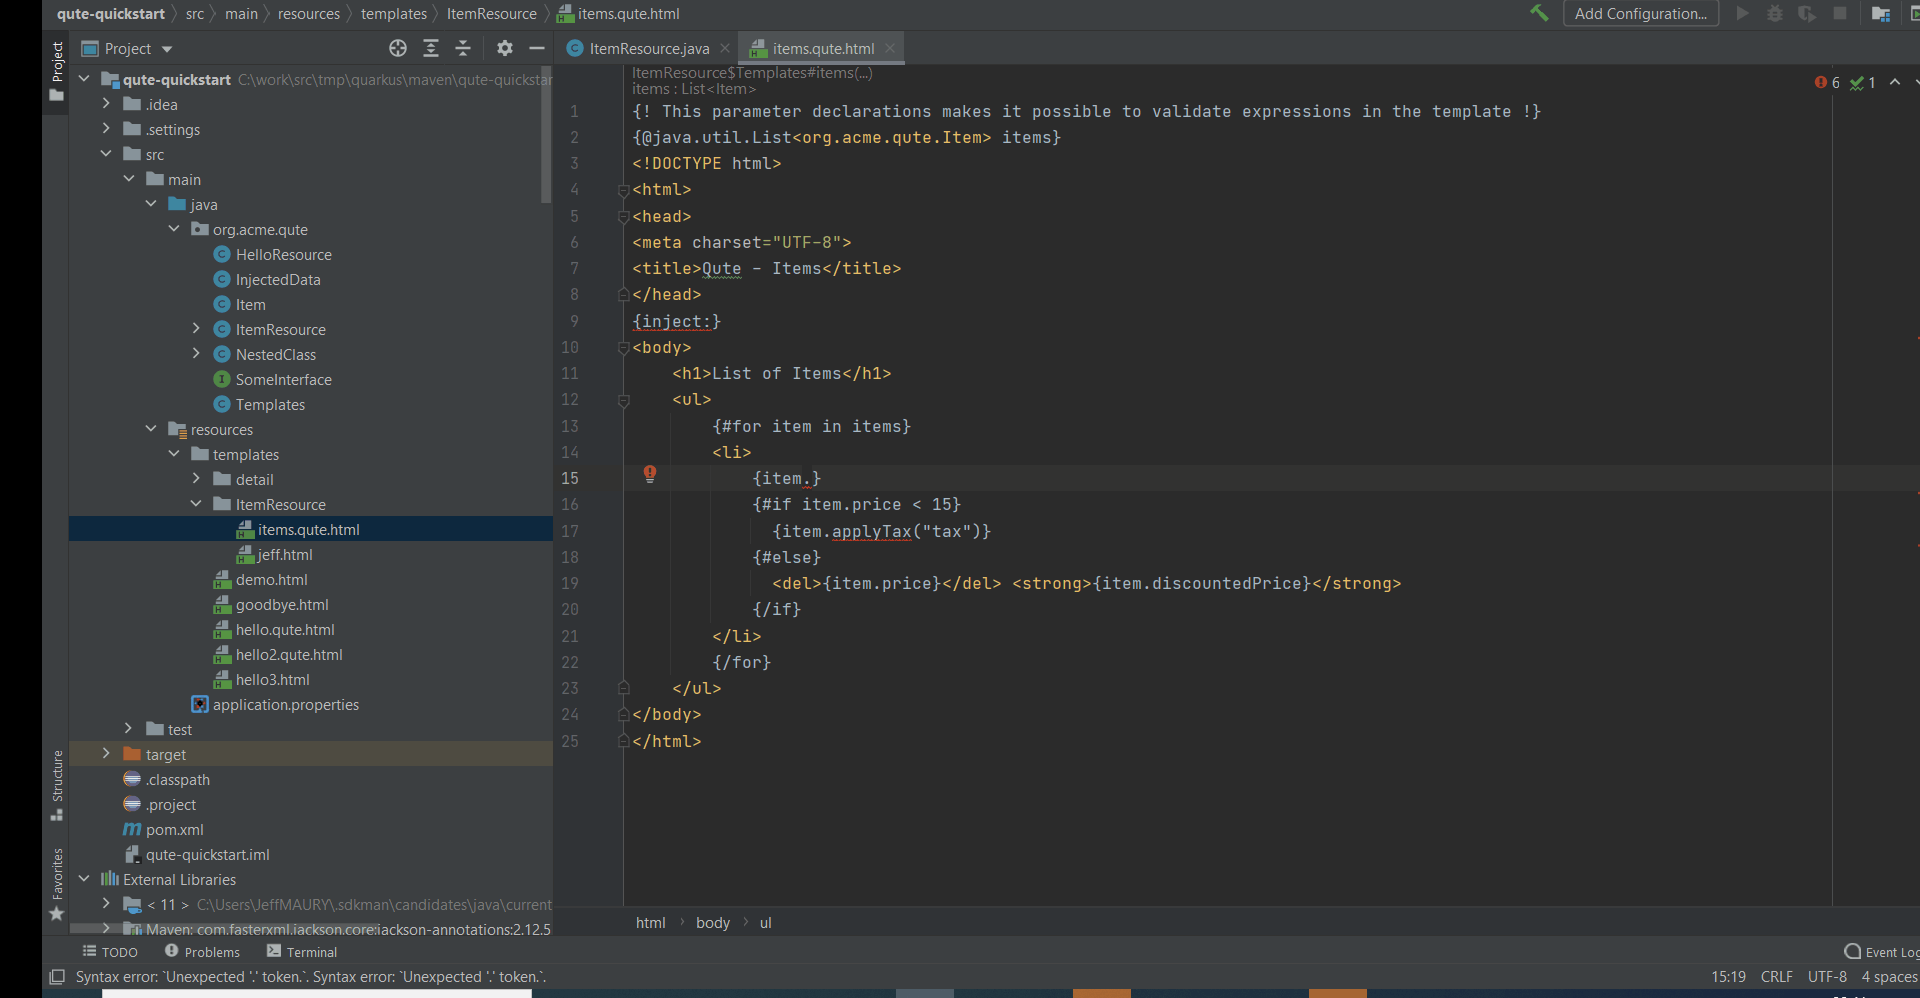 qute-quickstart src main resources templates ItemResource items.qute.html
Add Configuration...
Project
Project
ItemResource.java
items.qute.html
qute-quickstart C:\work\src\tmp\quarkus\maven\qute-quickstar
.idea
.settings
src
main
java
org.acme.qute
HelloResource
InjectedData
Item
ItemResource
NestedClass
SomeInterface
Templates
resources
templates
detail
ItemResource
items.qute.html
jeff.html
demo.html
goodbye.html
hello.qute.html
hello2.qute.html
hello3.html
application.properties
test
target
.classpath
.project
pom.xml
qute-quickstart.iml
External Libraries
< 11 > C:\Users\JeffMAURY\.sdkman\candidates\java\current
Maven: com.fasterxml.jackson.core:jackson-annotations:2.12.5
Structure
Favorites
ItemResource$Templates#items(...)
items : List<Item>
6 1
1 {! This parameter declarations makes it possible to validate expressions in the template !}
2 {@java.util.List<org.acme.qute.Item> items}
3 <!DOCTYPE html>
4 <html>
5 <head>
6 <meta charset="UTF-8">
7 <title>Qute - Items</title>
8 </head>
9 {inject:}
10 <body>
11 <h1>List of Items</h1>
12 <ul>
13 {#for item in items}
14 <li>
15 {item.}
16 {#if item.price < 15}
17 {item.applyTax("tax")}
18 {#else}
19 <del>{item.price}</del> <strong>{item.discountedPrice}</strong>
20 {/if}
21 </li>
22 {/for}
23 </ul>
24 </body>
25 </html>
html body ul
TODO Problems Terminal
Event Log
Syntax error: `Unexpected '.' token.`. Syntax error: `Unexpected '.' token.`.
15:19 CRLF UTF-8 4 spaces